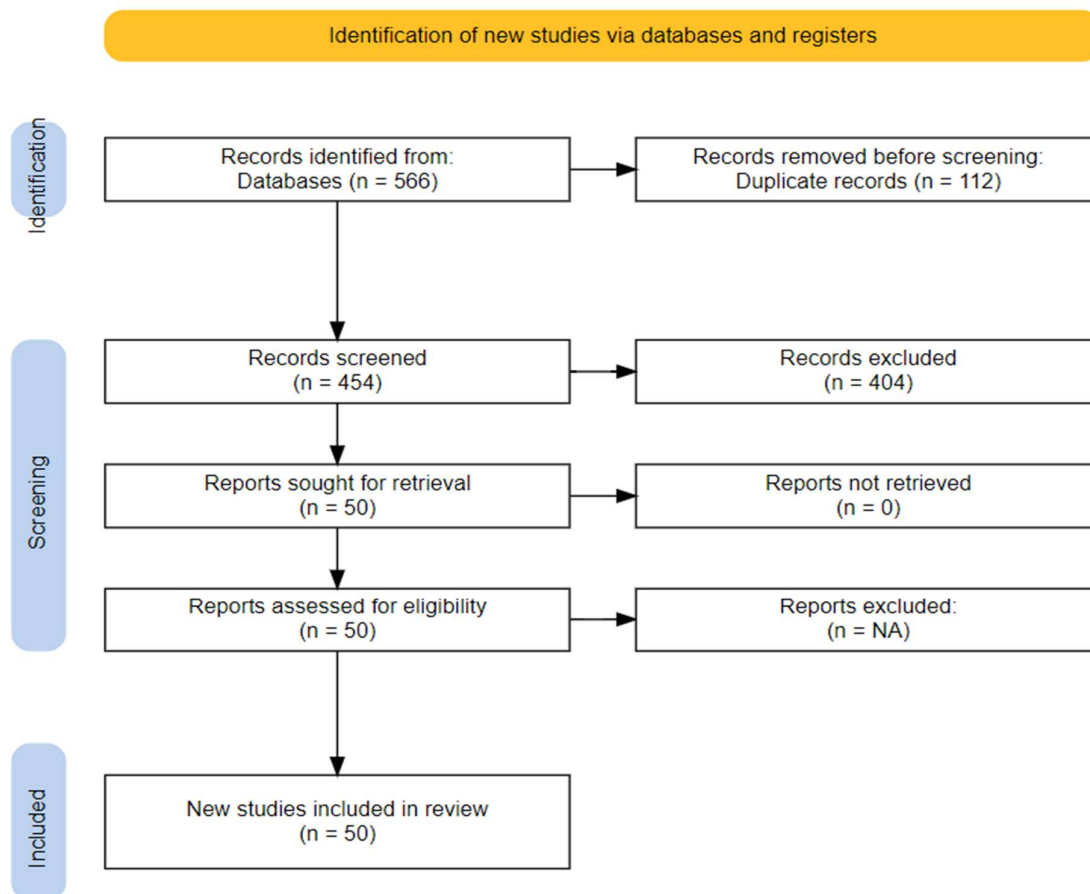 Identification of new studies via databases and registers
Identification
Records identified from:
Databases (n = 566)
Records removed before screening:
Duplicate records (n = 112)
Screening
Records screened
(n = 454)
Records excluded
(n = 404)
Reports sought for retrieval
(n = 50)
Reports not retrieved
(n = 0)
Reports assessed for eligibility
(n = 50)
Reports excluded:
(n = NA)
Included
New studies included in review
(n = 50)